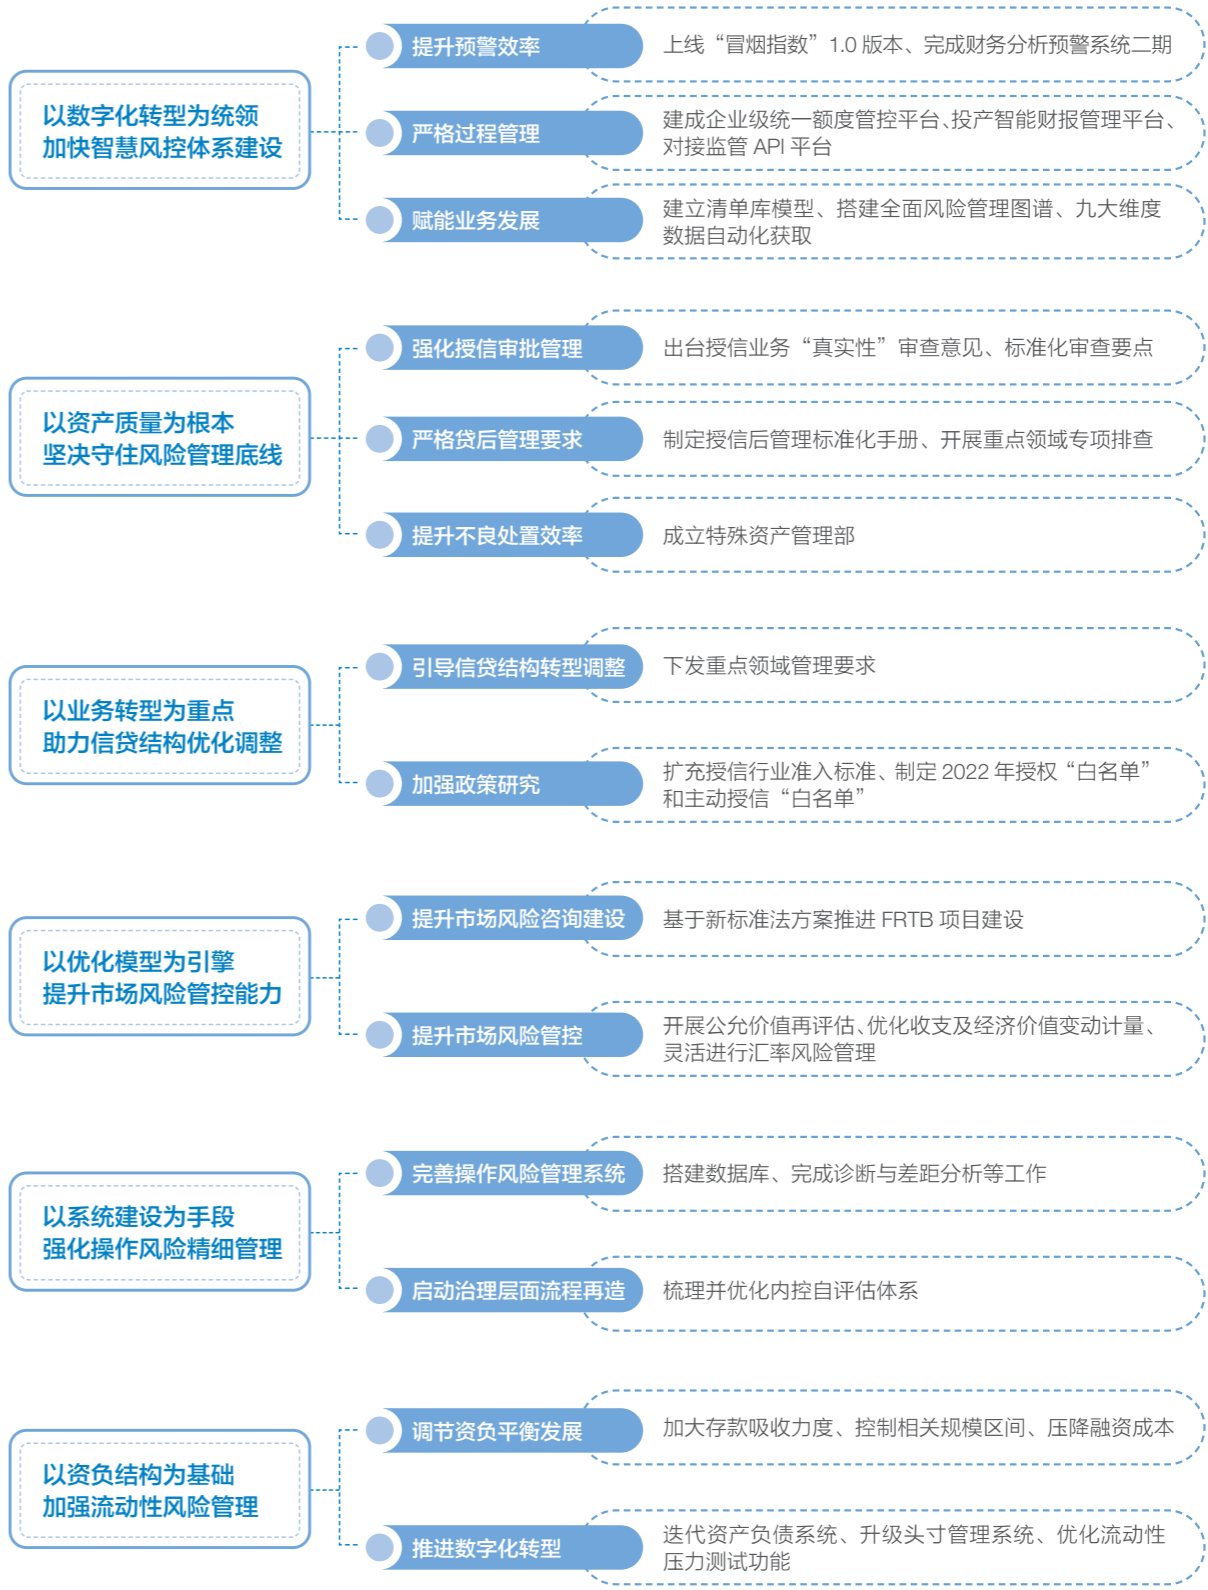 以数字化转型为统领
加快智慧风控体系建设
提升预警效率
上线“冒烟指数”1.0 版本、完成财务分析预警系统二期
严格过程管理
建成企业级统一额度管控平台、投产智能财报管理平台、
对接监管 API 平台
赋能业务发展
建立清单库模型、搭建全面风险管理图谱、九大维度
数据自动化获取
以资产质量为根本
坚决守住风险管理底线
强化授信审批管理
出台授信业务“真实性”审查意见、标准化审查要点
严格贷后管理要求
制定授信后管理标准化手册、开展重点领域专项排查
提升不良处置效率
成立特殊资产管理部
以业务转型为重点
助力信贷结构优化调整
引导信贷结构转型调整
下发重点领域管理要求
加强政策研究
扩充授信行业准入标准、制定 2022 年授权“白名单”
和主动授信“白名单”
以优化模型为引擎
提升市场风险管控能力
提升市场风险咨询建设
基于新标准法方案推进 FRTB 项目建设
提升市场风险管控
开展公允价值再评估、优化收支及经济价值变动计量、
灵活进行汇率风险管理
以系统建设为手段
强化操作风险精细管理
完善操作风险管理系统
搭建数据库、完成诊断与差距分析等工作
启动治理层面流程再造
梳理并优化内控自评估体系
以资负结构为基础
加强流动性风险管理
调节资负平衡发展
加大存款吸收力度、控制相关规模区间、压降融资成本
推进数字化转型
迭代资产负债系统、升级头寸管理系统、优化流动性
压力测试功能